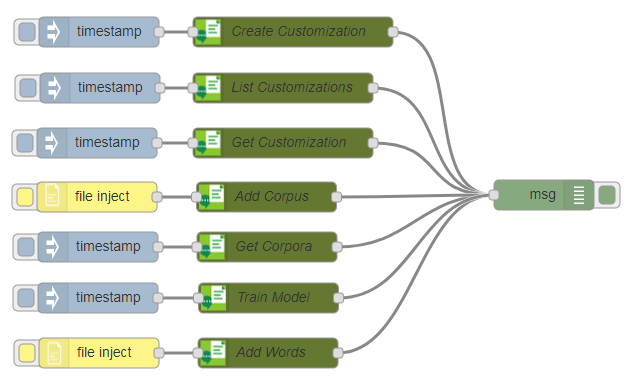 timestamp Create Customization
timestamp List Customizations
timestamp Get Customization
file inject Add Corpus msg
timestamp Get Corpora
timestamp Train Model
file inject Add Words